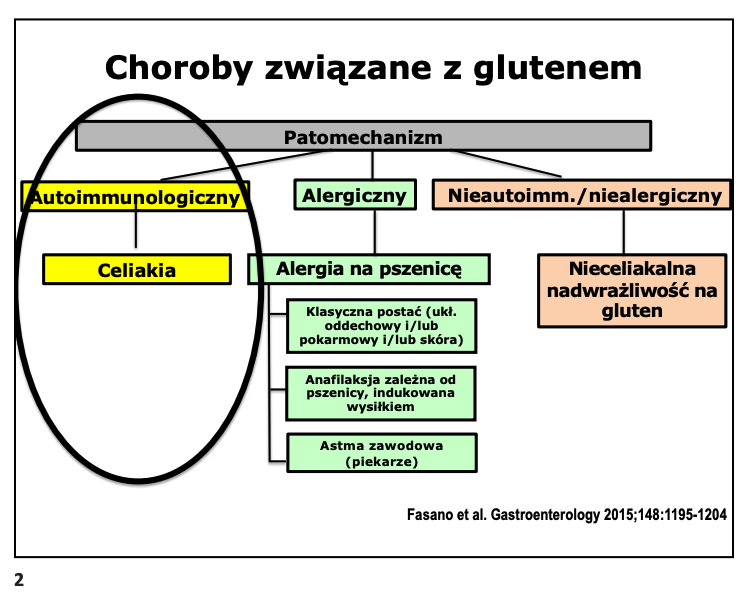 Choroby związane z glutenem
Patomechanizm
Autoimmunologiczny
Alergiczny
Nieautoimm./niealergiczny
Celiakia
Alergia na pszenicę
Nieceliakalna
nadwrażliwość na
gluten
Klasyczna postać (ukł.
oddechowy i/lub
pokarmowy i/lub skóra)
Anafilaksja zależna od
pszenicy, indukowana
wysiłkiem
Astma zawodowa
(piekarze)
Fasano et al. Gastroenterology 2015;148:1195-1204
2